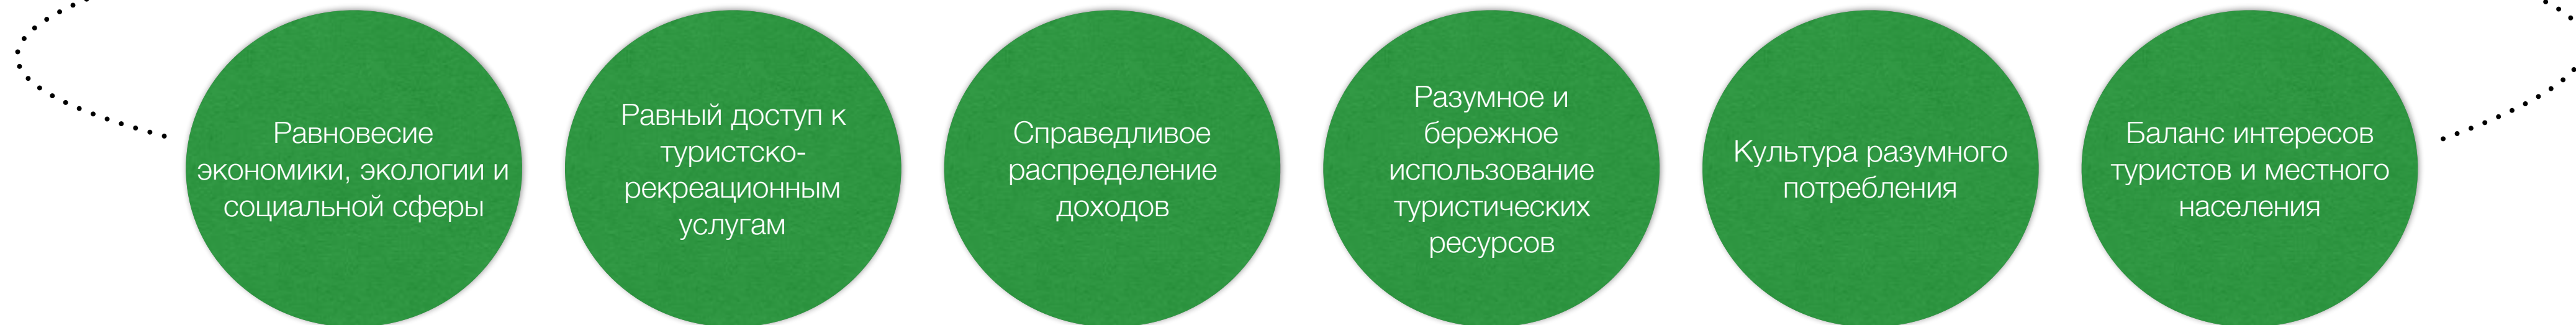 Равновесие
экономики, экологии и
социальной сферы
Равный доступ к
туристско-
рекреационным
услугам
Справедливое
распределение
доходов
Разумное и
бережное
использование
туристических
ресурсов
Культура разумного
потребления
Баланс интересов
туристов и местного
населения